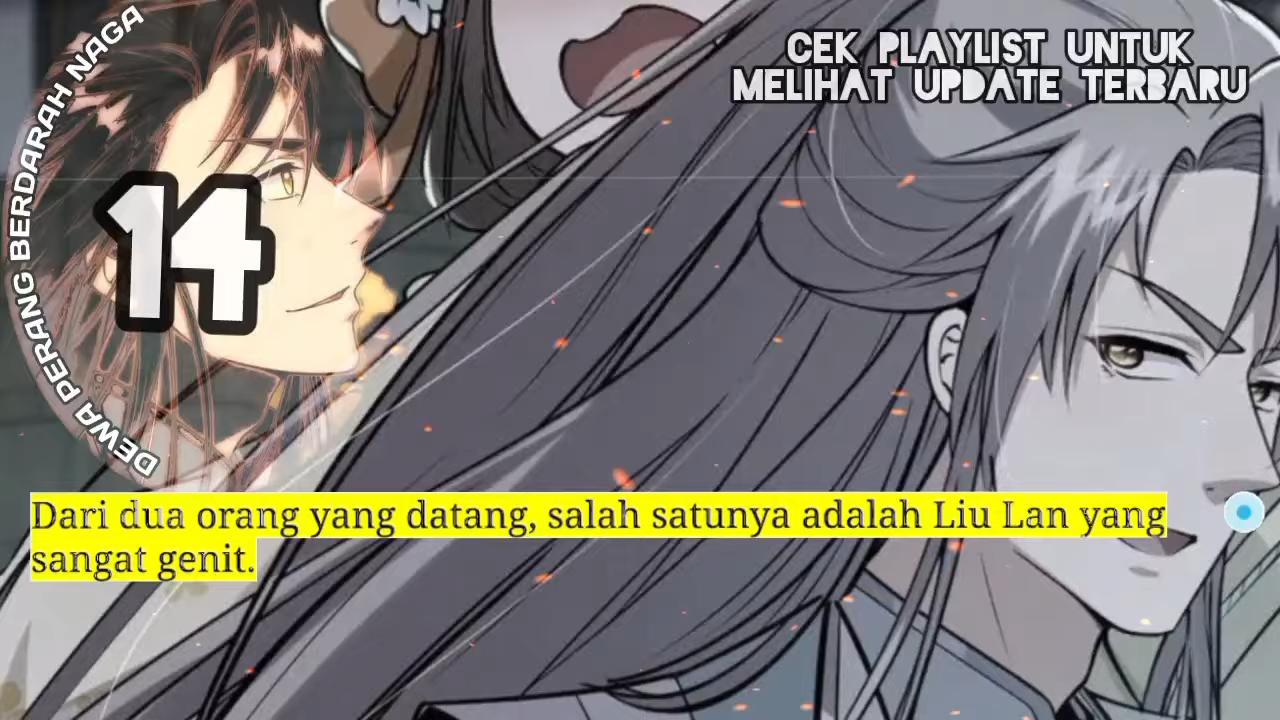 DEWA PERANG BERDARAH NAGA
14
CEK PLAYLIST UNTUK
MELIHAT UPDATE TERBARU
Dari dua orang yang datang, salah satunya adalah Liu Lan yang
sangat genit.